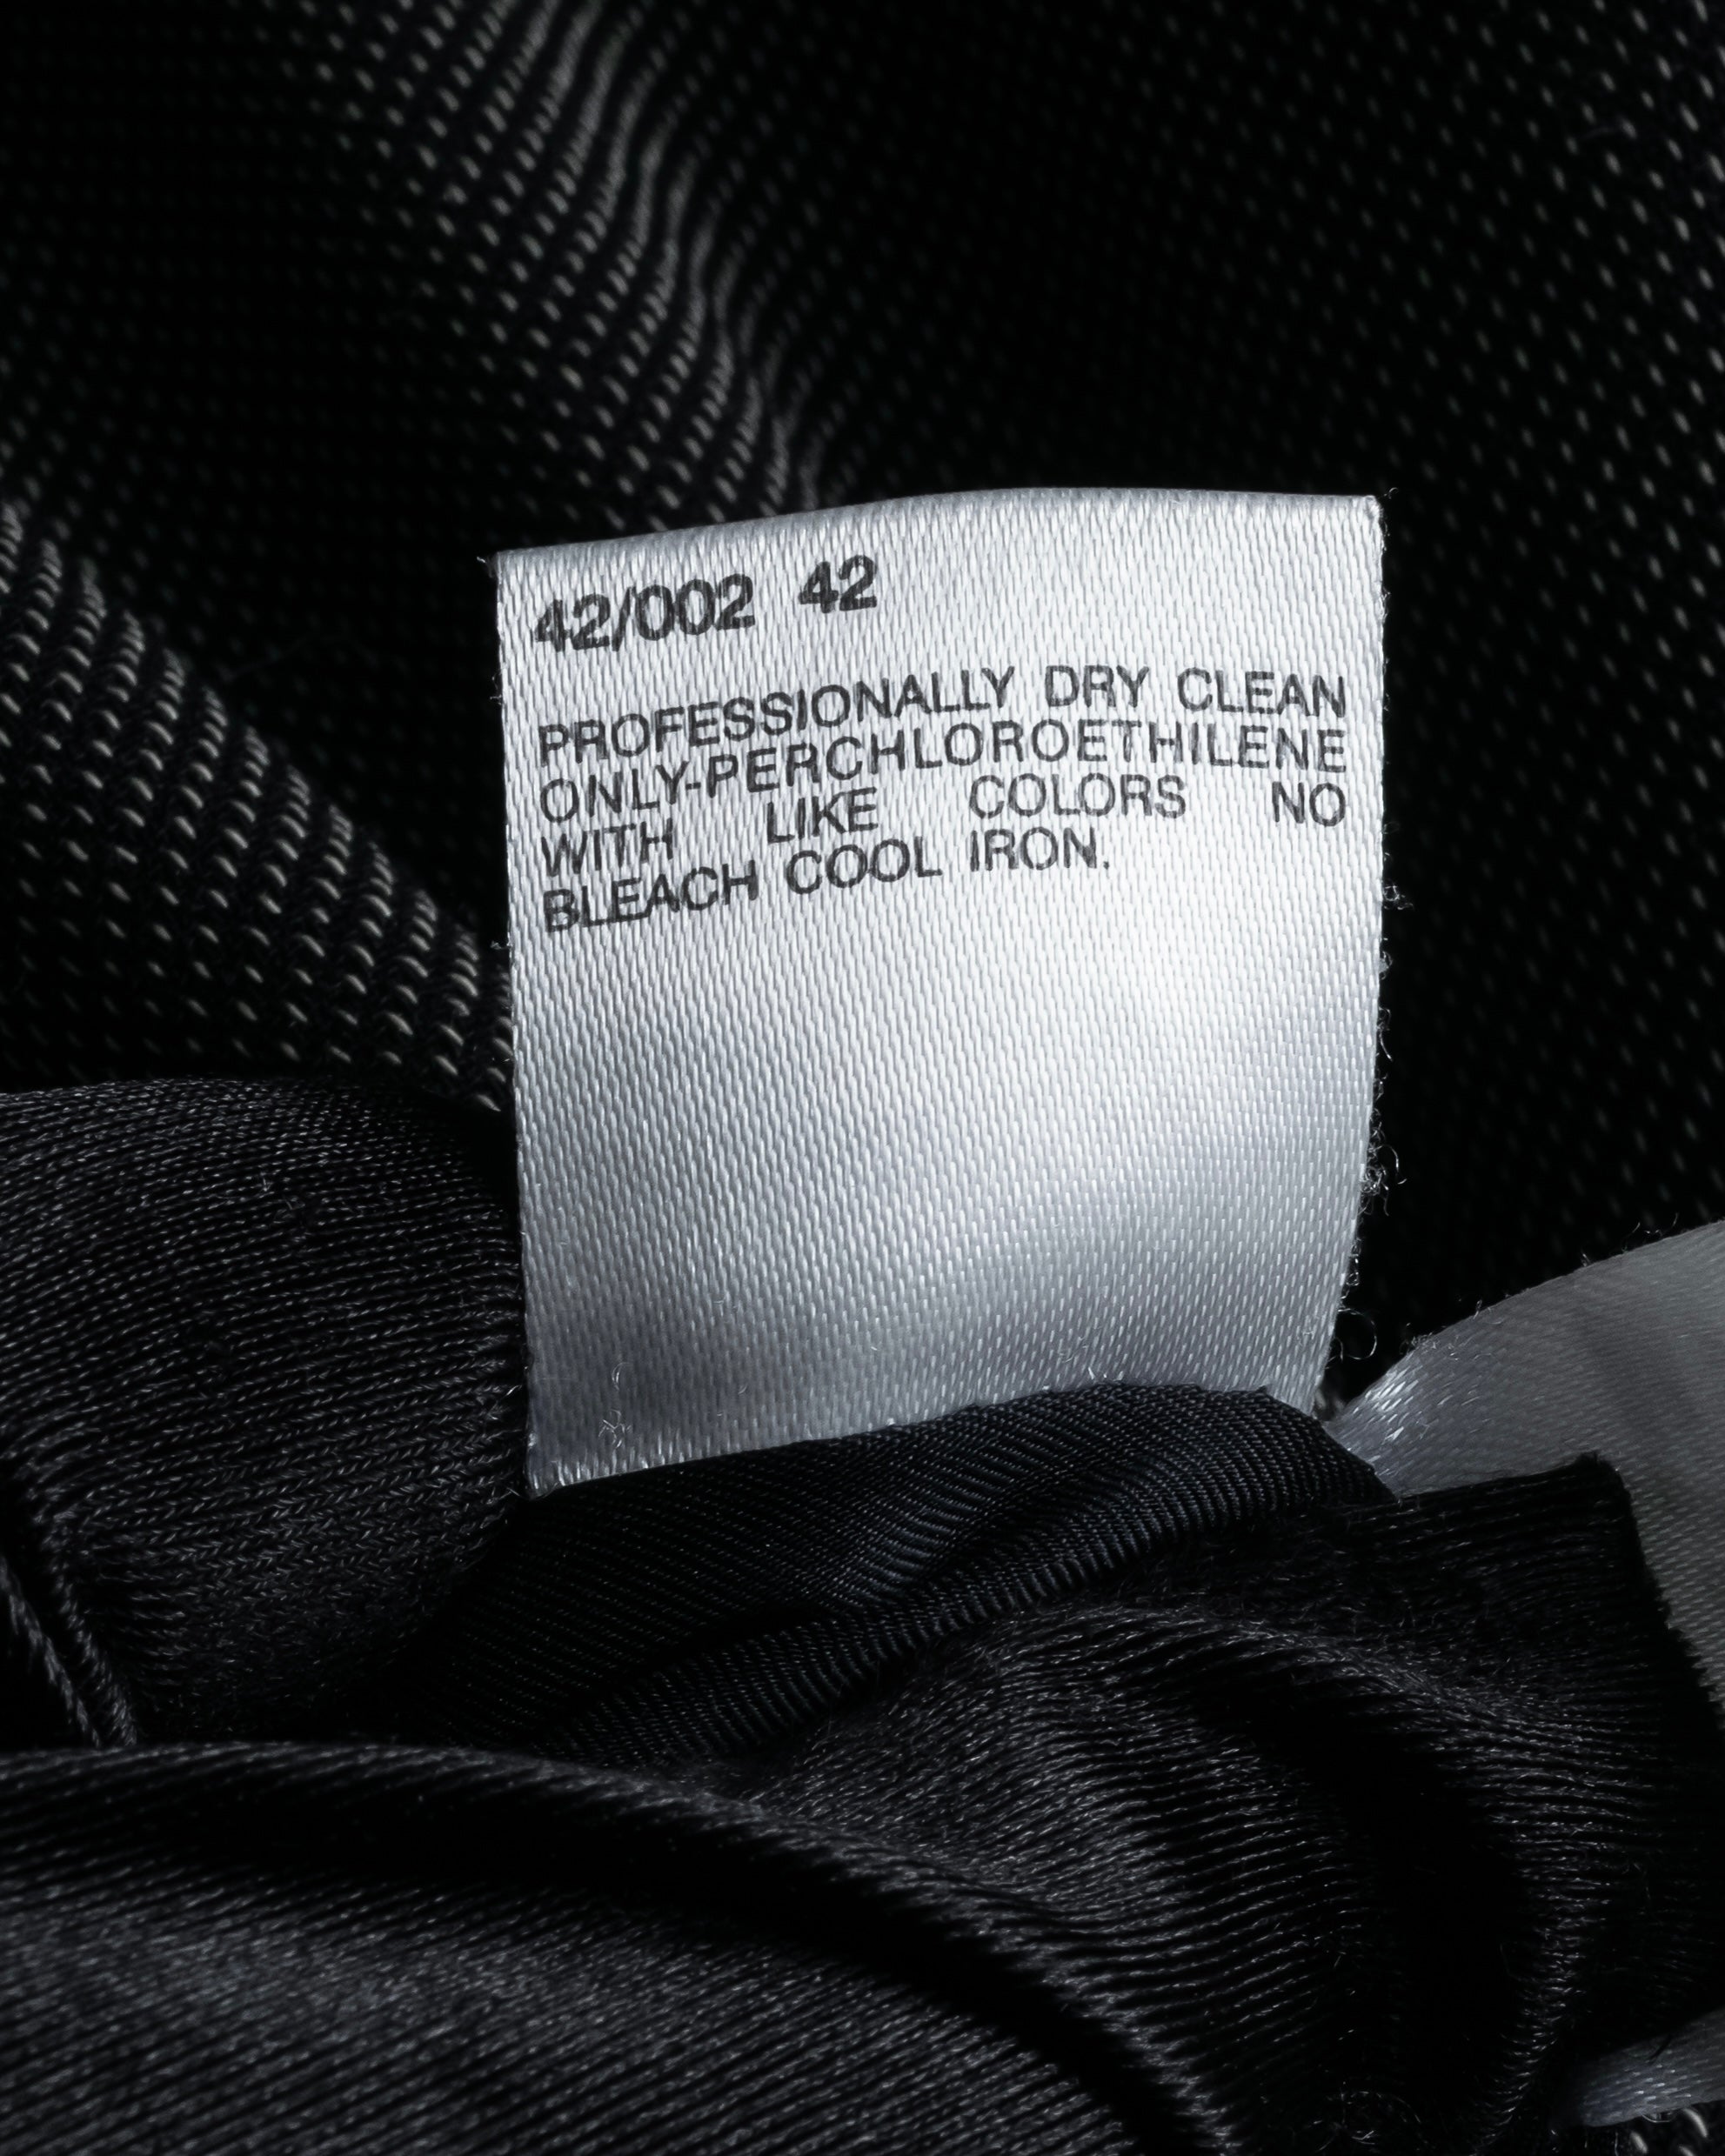 42/002 42
PROFESSIONALLY DRY CLEAN
ONLY-PERCHLOROETHILENE
WITH LIKE COLORS NO
BLEACH COOL IRON.